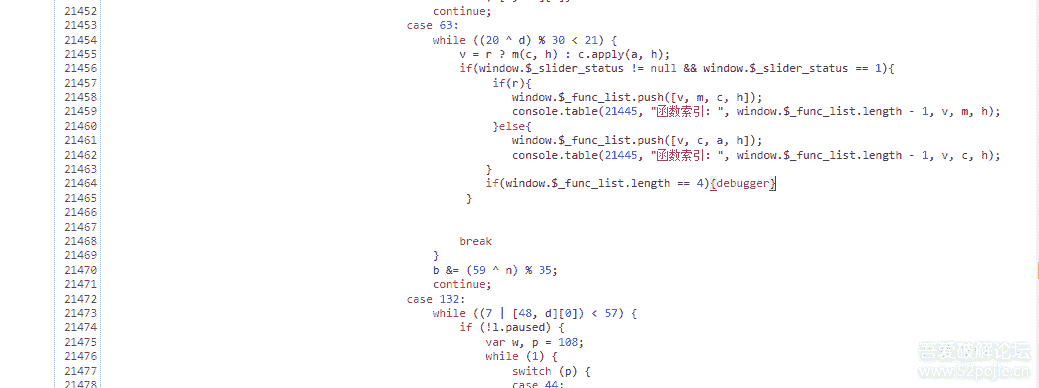 21452 continue;
21453 case 63:
21454 while ((20 ^ d) % 30 < 21) {
21455 v = r ? m(c, h) : c.apply(a, h);
21456 if(window.$_slider_status != null && window.$_slider_status == 1){
21457 if(r){
21458 window.$_func_list.push([v, m, c, h]);
21459 console.table(21445, "函数索引: ", window.$_func_list.length - 1, v, m, h);
21460 }else{
21461 window.$_func_list.push([v, c, a, h]);
21462 console.table(21445, "函数索引: ", window.$_func_list.length - 1, v, c, h);
21463 }
21464 if(window.$_func_list.length == 4){debugger}
21465 }
21466
21467
21468 break
21469 }
21470 b &= (59 ^ n) % 35;
21471 continue;
21472 case 132:
21473 while ((7 | [48, d][0]) < 57) {
21474 if (!l.paused) {
21475 var w, p = 108;
21476 while (1) {
21477 switch (p) {
21478 case 44:
吾爱破解论坛
www.52pojie.cn